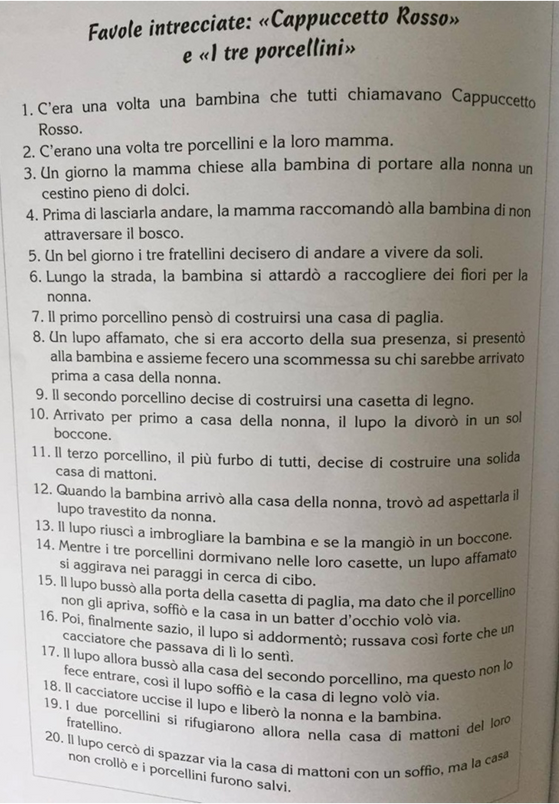 Favole intrecciate: «Cappuccetto Rosso»
e «I tre porcellini»
1. C'era una volta una bambina che tutti chiamavano Cappuccetto
Rosso.
2. C'erano una volta tre porcellini e la loro mamma.
3. Un giorno la mamma chiese alla bambina di portare alla nonna un
cestino pieno di dolci.
4. Prima di lasciarla andare, la mamma raccomandò alla bambina di non
attraversare il bosco.
5. Un bel giorno i tre fratellini decisero di andare a vivere da soli.
6. Lungo la strada, la bambina si attardò a raccogliere dei fiori per la
nonna.
7. Il primo porcellino pensò di costruirsi una casa di paglia.
8. Un lupo affamato, che si era accorto della sua presenza, si presentò
alla bambina e assieme fecero una scommessa su chi sarebbe arrivato
prima a casa della nonna.
9. Il secondo porcellino decise di costruirsi una casetta di legno.
10. Arrivato per primo a casa della nonna, il lupo la divorò in un sol
boccone.
11. Il terzo porcellino, il più furbo di tutti, decise di costruire una solida
casa di mattoni.
12. Quando la bambina arrivò alla casa della nonna, trovò ad aspettarla il
lupo travestito da nonna.
13. Il lupo riuscì a imbrogliare la bambina e se la mangiò in un boccone.
14. Mentre i tre porcellini dormivano nelle loro casette, un lupo affamato
si aggirava nei paraggi in cerca di cibo.
15. Il lupo bussò alla porta della casetta di paglia, ma dato che il porcellino
non gli apriva, soffiò e la casa in un batter d'occhio volò via.
16. Poi, finalmente sazio, il lupo si addormentò; russava così forte che un
cacciatore che passava di lì lo sentì.
17. Il lupo allora bussò alla casa del secondo porcellino, ma questo non lo
fece entrare, così il lupo soffiò e la casa di legno volò via.
18. Il cacciatore uccise il lupo e liberò la nonna e la bambina.
19. I due porcellini si rifugiarono allora nella casa di mattoni del loro
fratellino.
20. Il lupo cercò di spazzar via la casa di mattoni con un soffio, ma la casa
non crollò e i porcellini furono salvi.